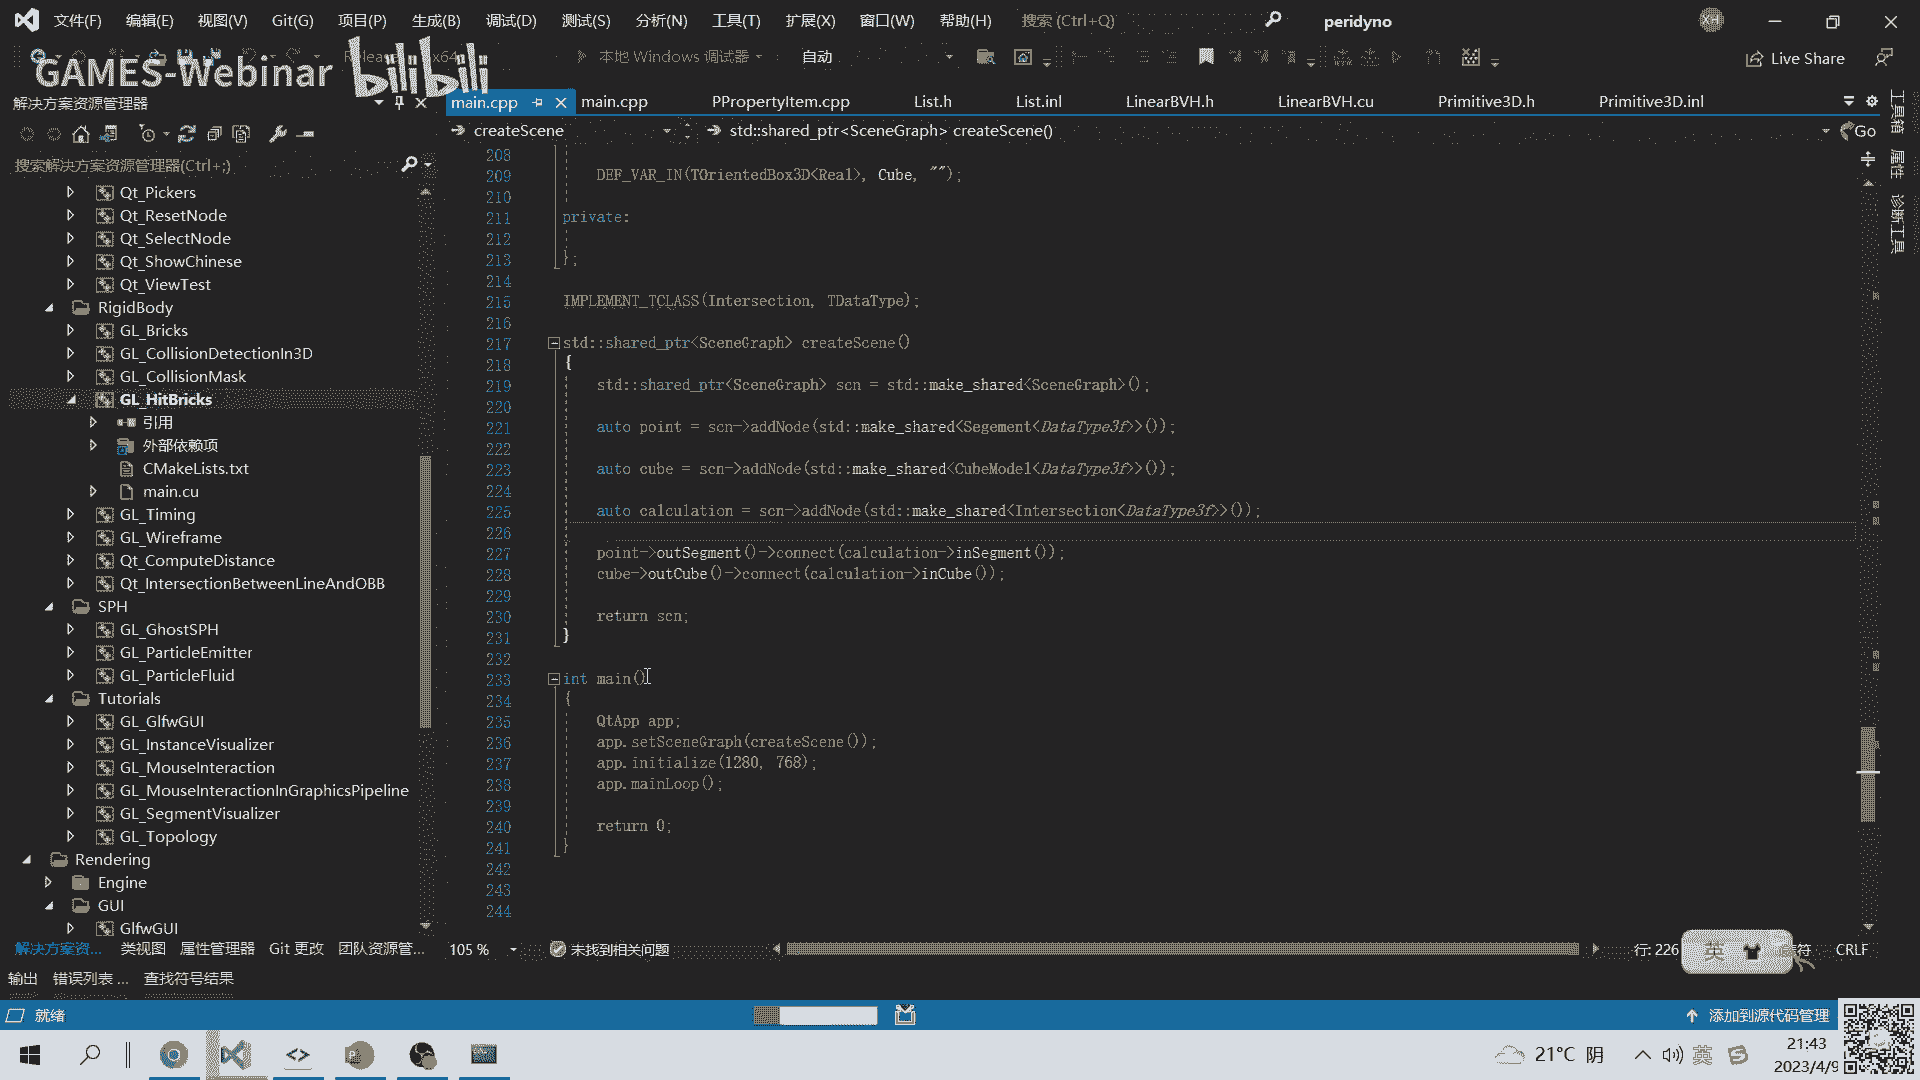 文件(F) 编辑(E) 视图(V) Git(G) 项目(P) 生成(B) 调试(D) 测试(S) 分析(N) 工具(T) 扩展(X) 窗口(W) 帮助(H) 搜索 (Ctrl+Q) peridyno XH
GAMES-Webinar bilibili
x64 本地 Windows 调试器 自动 Live Share
解决方案资源管理器
main.cpp main.cpp PPropertyItem.cpp List.h List.inl LinearBVH.h LinearBVH.cu Primitive3D.h Primitive3D.inl
createScene std::shared_ptr<SceneGraph> createScene() Go
搜索解决方案资源管理器(Ctrl+;)
工具箱
属性
诊断工具
Qt_Pickers
Qt_ResetNode
Qt_SelectNode
Qt_ShowChinese
Qt_ViewTest
RigidBody
GL_Bricks
GL_CollisionDetectionIn3D
GL_CollisionMask
GL_HitBricks
引用
外部依赖项
CMakeLists.txt
main.cu
GL_Timing
GL_Wireframe
Qt_ComputeDistance
Qt_IntersectionBetweenLineAndOBB
SPH
GL_GhostSPH
GL_ParticleEmitter
GL_ParticleFluid
Tutorials
GL_GlfwGUI
GL_InstanceVisualizer
GL_MouseInteraction
GL_MouseInteractionInGraphicsPipeline
GL_SegmentVisualizer
GL_Topology
Rendering
Engine
GUI
GlfwGUI
208
209 DEF_VAR_IN(TOrientedBox3D<Real>, Cube, "");
210
211 private:
212
213 };
214
215 IMPLEMENT_TCLASS(Intersection, TDataType);
216
217 std::shared_ptr<SceneGraph> createScene()
218 {
219 std::shared_ptr<SceneGraph> scn = std::make_shared<SceneGraph>();
220
221 auto point = scn->addNode(std::make_shared<Segement<DataType3f>>());
222
223 auto cube = scn->addNode(std::make_shared<CubeModel<DataType3f>>());
224
225 auto calculation = scn->addNode(std::make_shared<Intersection<DataType3f>>());
226
227 point->outSegment()->connect(calculation->inSegment());
228 cube->outCube()->connect(calculation->inCube());
229
230 return scn;
231 }
232
233 int main()
234 {
235 QtApp app;
236 app.setSceneGraph(createScene());
237 app.initialize(1280, 768);
238 app.mainLoop();
239
240 return 0;
241 }
242
243
244
解决方案资... 类视图 属性管理器 Git 更改 团队资源管... 105 % 未找到相关问题 行: 226 英 符 CRLF
输出 错误列表 ... 查找符号结果
就绪 添加到源代码管理
21°C 阴 英 21:43
2023/4/9